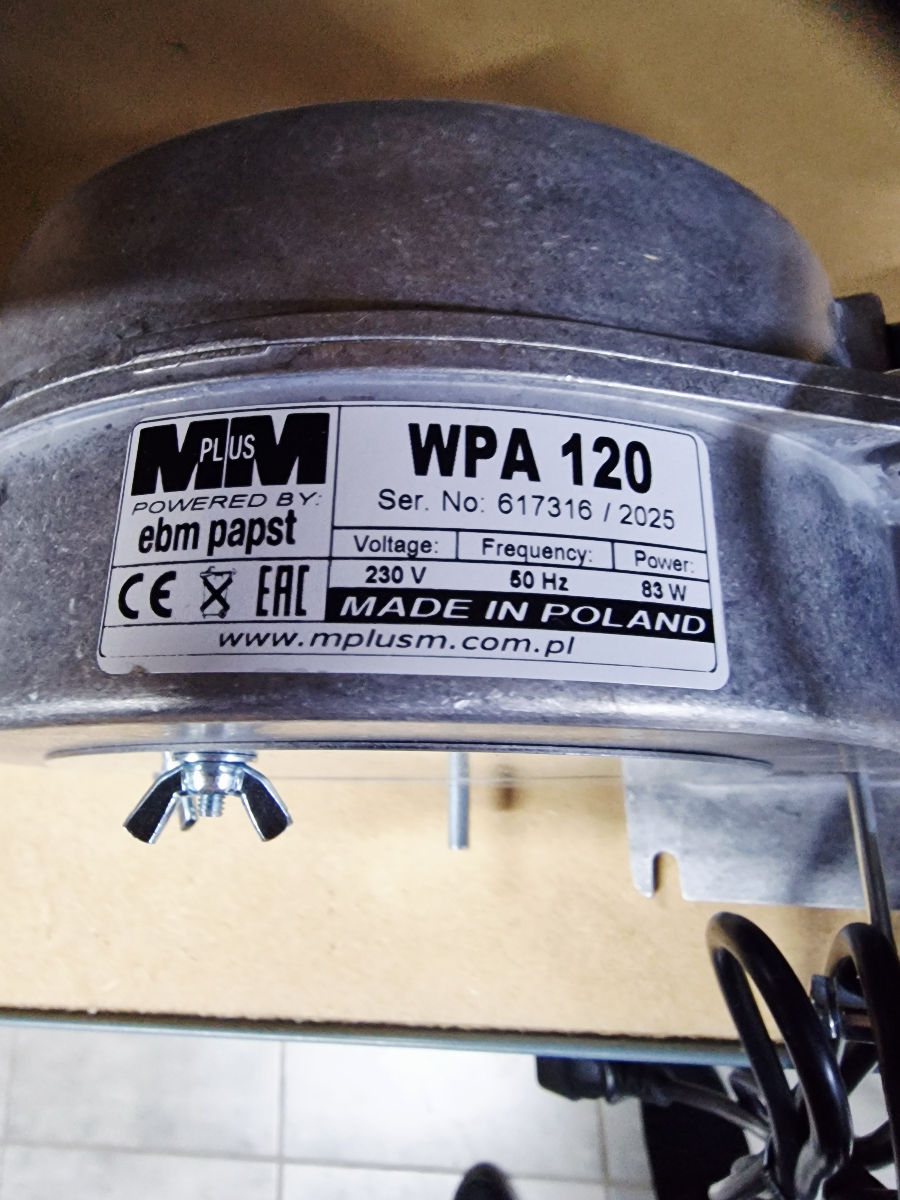 M PLUS M
POWERED BY:
ebm papst
CE EAC
WPA 120
Ser. No: 617316 / 2025
Voltage: Frequency: Power:
230 V 50 Hz 83 W
MADE IN POLAND
www.mplusm.com.pl